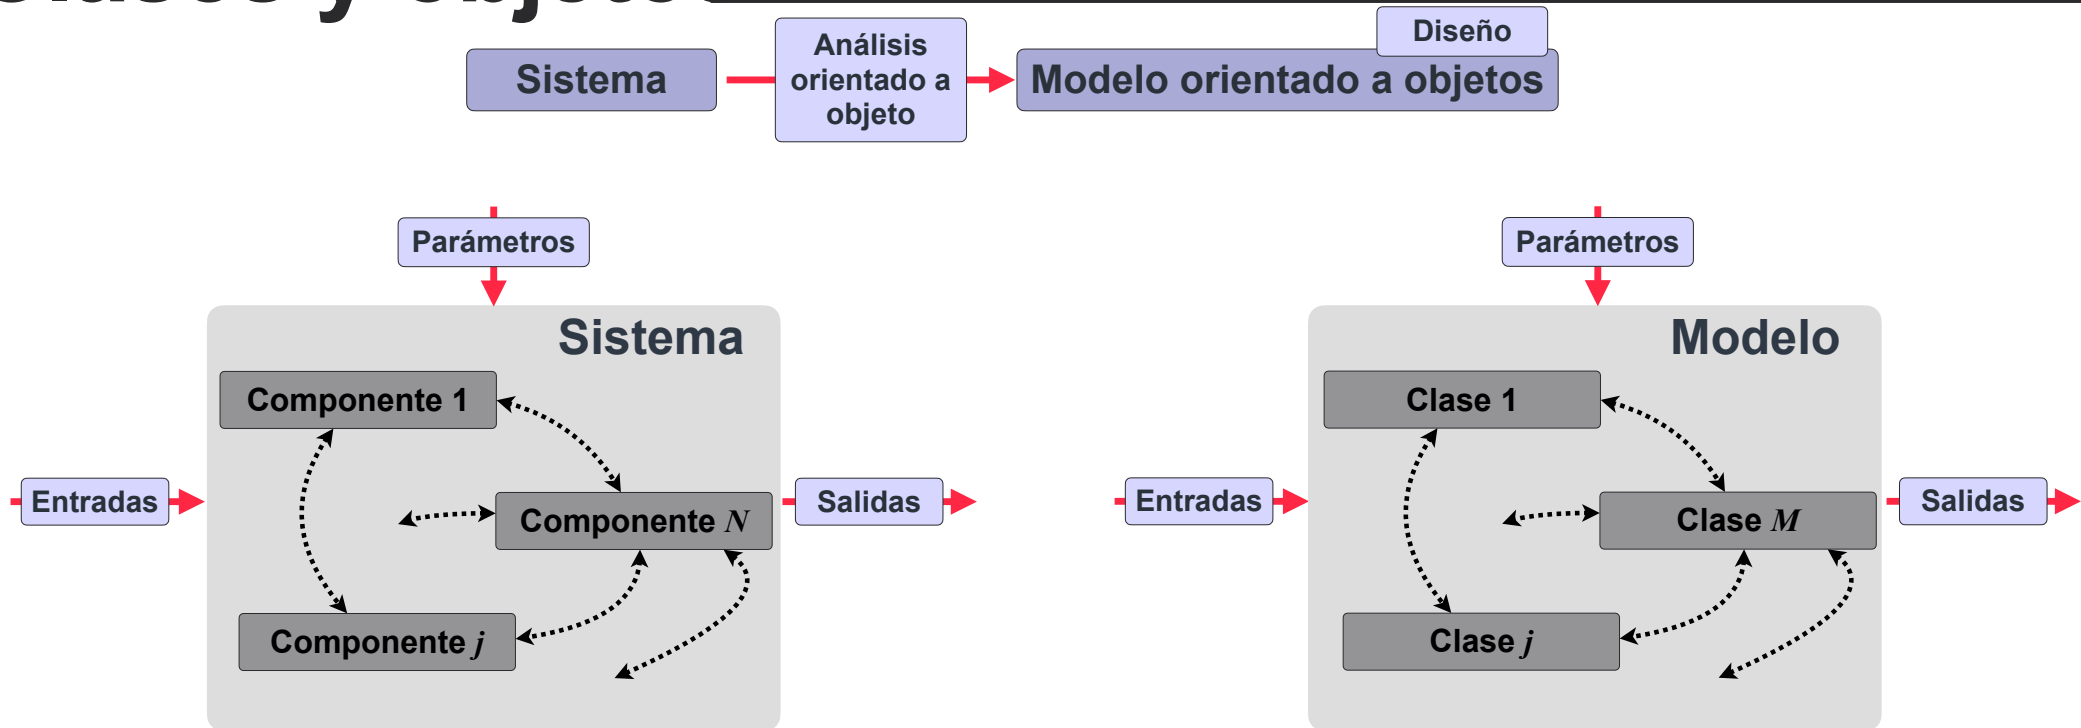 y objeto
Diseño
Análisis
orientado a
objeto
Sistema
Modelo orientado a objetos
Parámetros
Parámetros
Sistema
Modelo
Componente 1
Clase 1
Entradas
Componente N
Salidas
Entradas
Clase M
Salidas
Componente j
Clase j